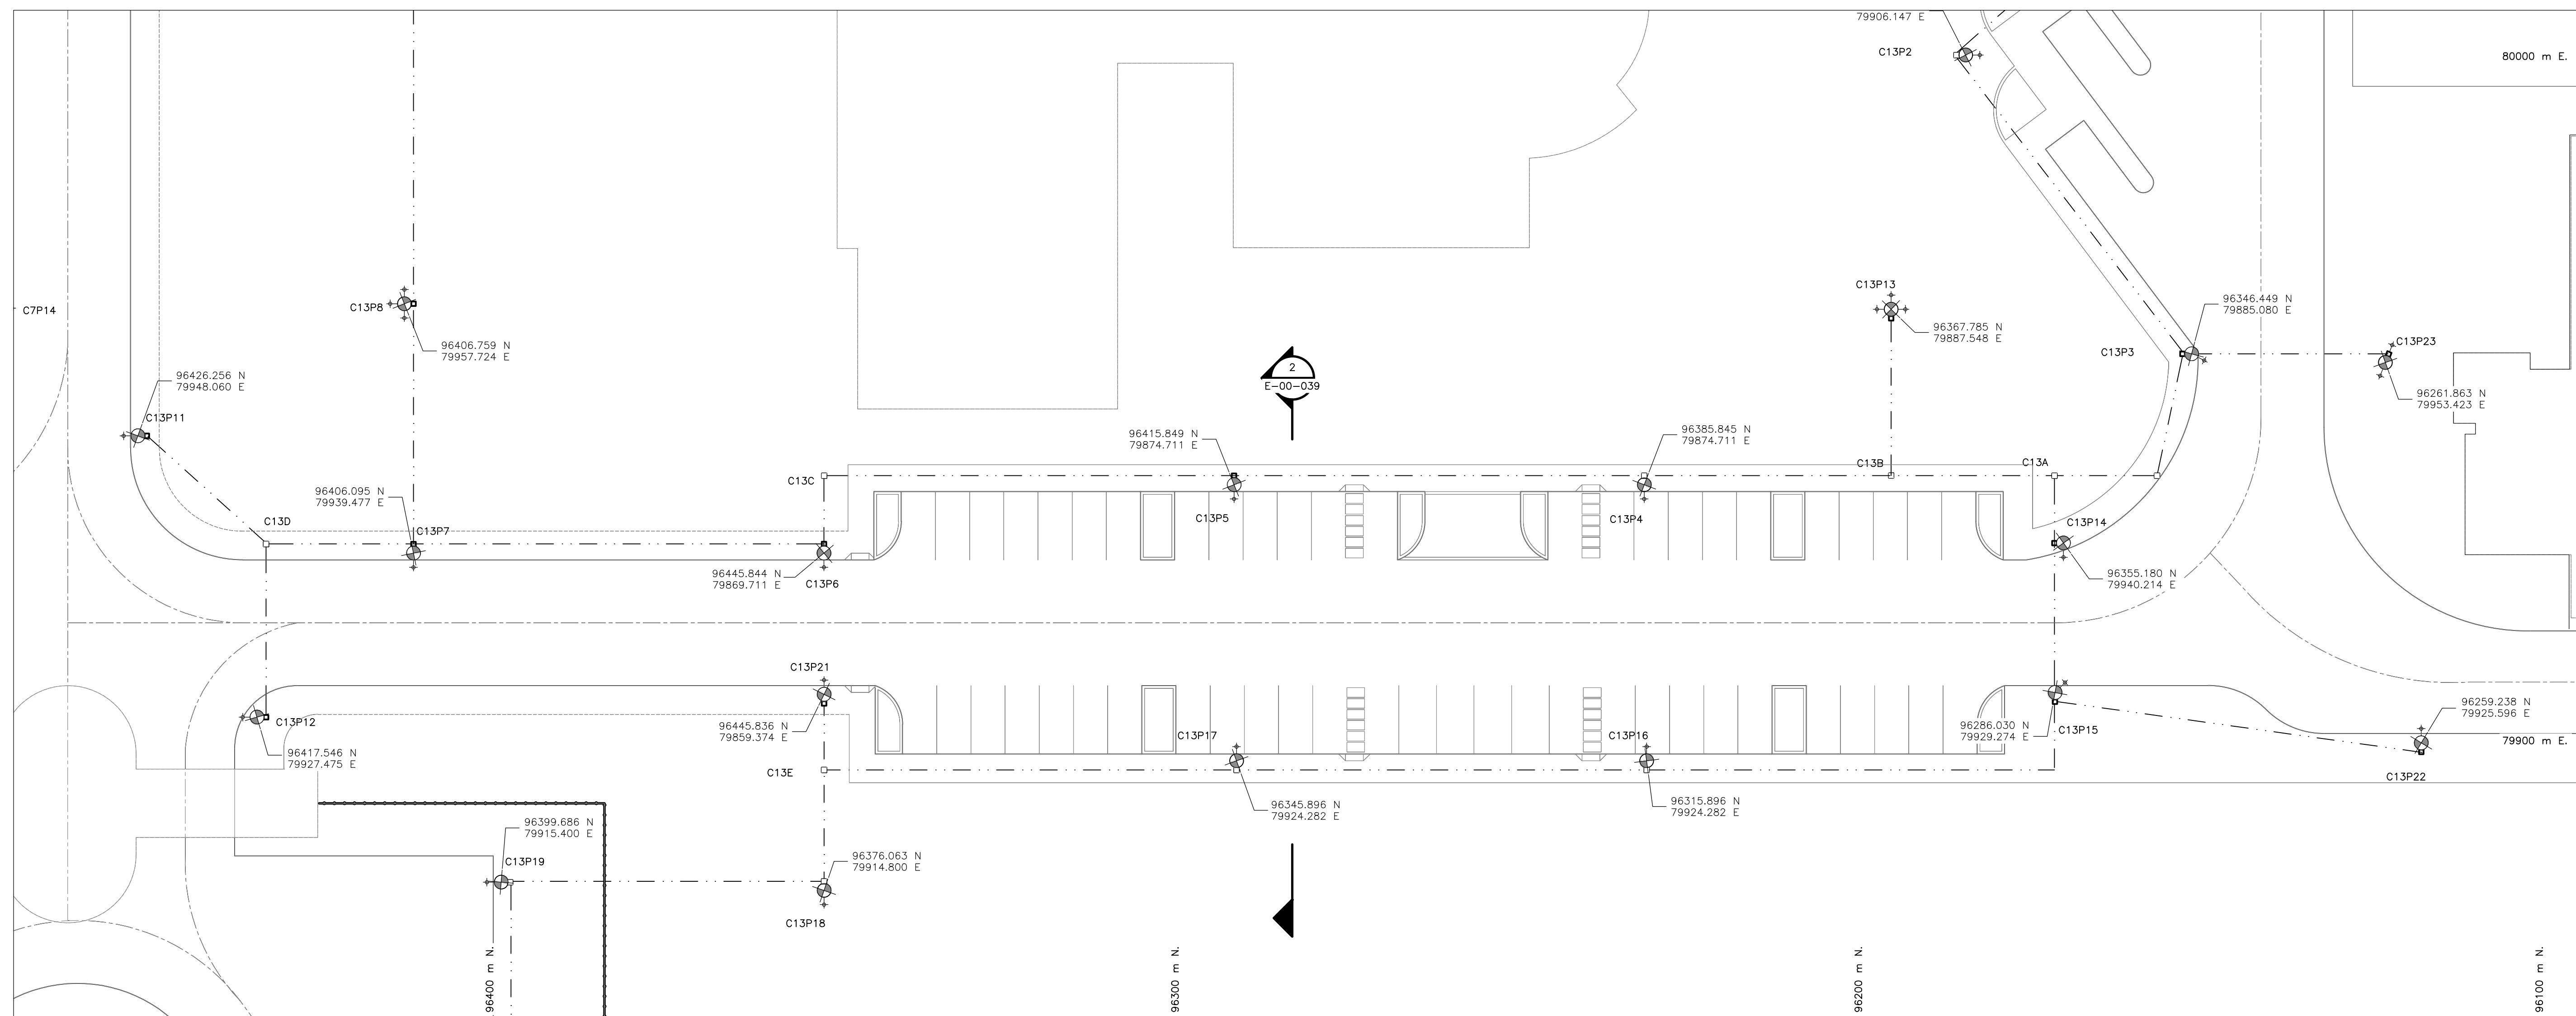 79906.147 E
C13P2
80000 m E.
C13P13
C13P8
C7P14
96346.449 N
79885.080 E
96367.785 N
79887.548 E
96406.759 N
79957.724 E
C13P3
C13P23
2
E-00-039
96426.256 N
79948.060 E
96261.863 N
79953.423 E
C13P11
96415.849 N
79874.711 E
96385.845 N
79874.711 E
C13C
C13B
C13A
96406.095 N
79939.477 E
C13D
C13P7
C13P5
C13P4
C13P14
96445.844 N
79869.711 E
C13P6
96355.180 N
79940.214 E
C13P21
C13P12
96445.836 N
79859.374 E
C13P17
C13P16
96286.030 N
79929.274 E
C13P15
96259.238 N
79925.596 E
79900 m E.
96417.546 N
79927.475 E
C13E
C13P22
96345.896 N
79924.282 E
96315.896 N
79924.282 E
96399.686 N
79915.400 E
C13P19
96376.063 N
79914.800 E
C13P18
96400 m N.
96300 m N.
96200 m N.
96100 m N.